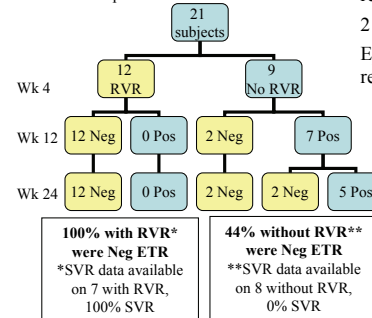 21
subjects
12
RVR
9
No RVR
Wk 4
Wk 12
12 Neg
0 Pos
2 Neg
7 Pos
Wk 24
12 Neg
0 Pos
2 Neg
2 Neg
5 Pos
100% with RVR*
were Neg ETR
*SVR data available
on 7 with RVR,
100% SVR
44% without RVR**
were Neg ETR
**SVR data available
on 8 without RVR,
0% SVR
2
E
re